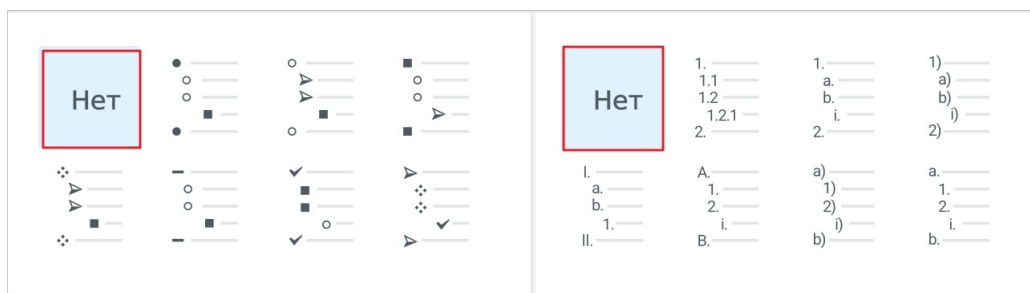 Нет
Нет
1.
1.1
1.2
1.2.1
2.
1.
a.
b.
i.
2.
1)
a)
b)
i)
2)
I.
a.
b.
1.
II.
A.
1.
2.
i.
B.
a)
1)
2)
i)
b)
a.
1.
2.
i.
b.